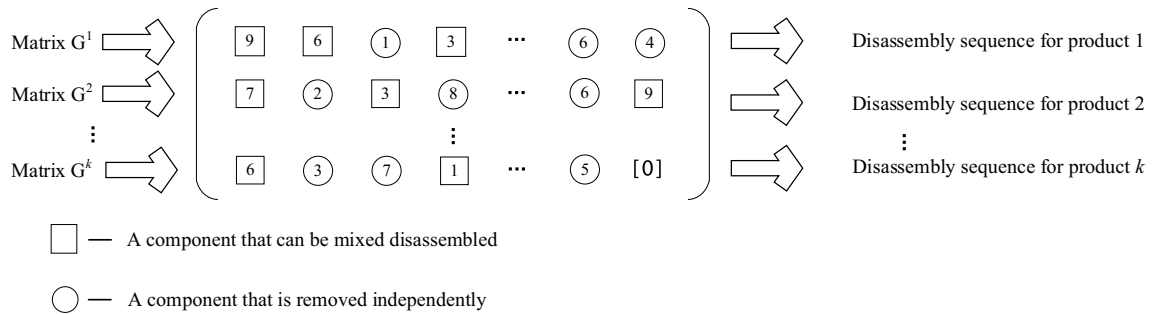 Matrix G¹ 9 6 1 3 ... 6 4 Disassembly sequence for product 1
Matrix G² 7 2 3 8 ... 6 9 Disassembly sequence for product 2
⋮ ⋮ ⋮
Matrix Gᵏ 6 3 7 1 ... 5 [0] Disassembly sequence for product k
— A component that can be mixed disassembled
— A component that is removed independently